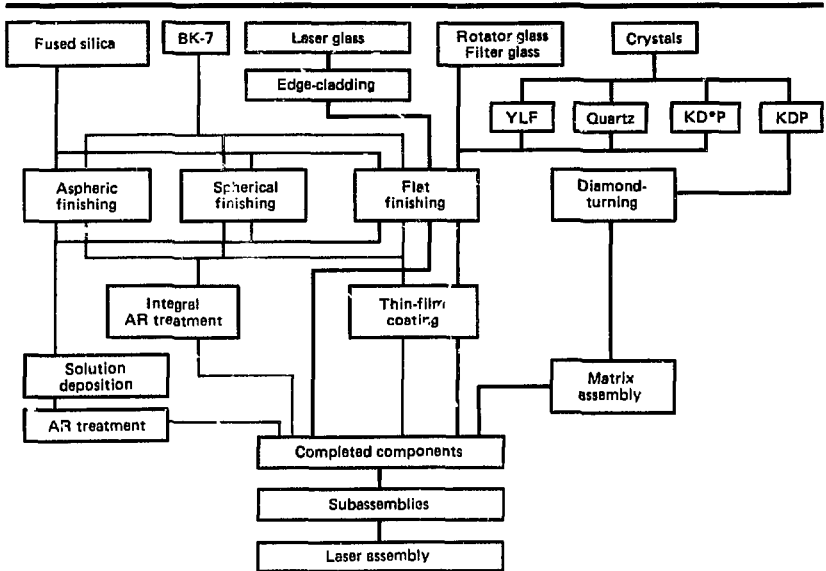 Fused silica
BK-7
Laser glass
Rotator glass
Filter glass
Crystals
Edge-cladding
YLF
Quartz
KD*P
KDP
Aspheric
finishing
Spherical
finishing
Flat
finishing
Diamond-
turning
Integral
AR treatment
Thin-film
coating
Solution
deposition
AR treatment
Matrix
assembly
Completed components
Subassemblies
Laser assembly